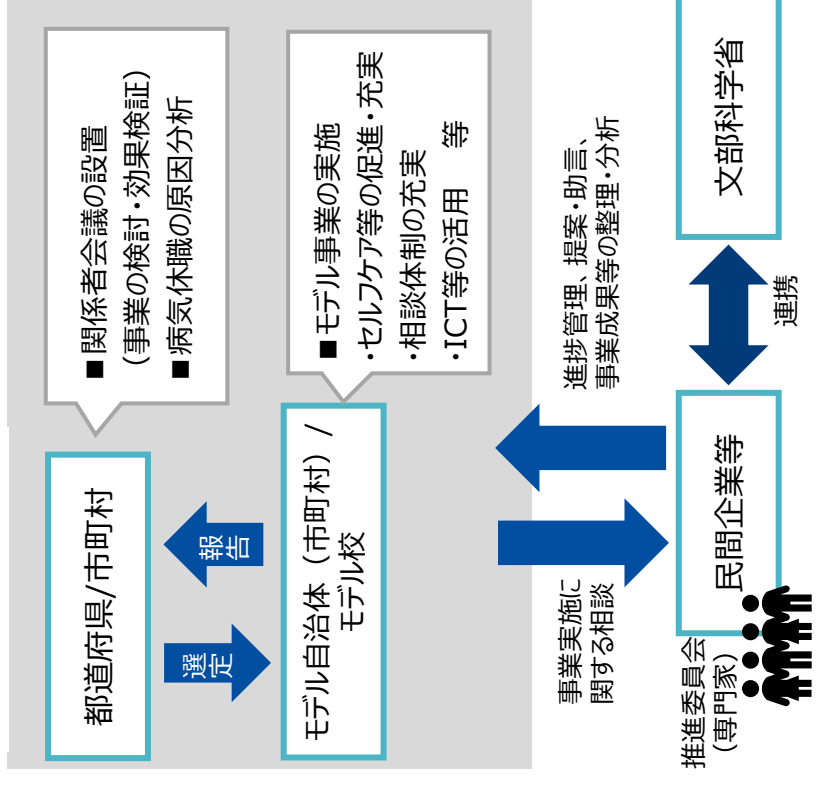 都道府県/市町村
■関係者会議の設置
（事業の検討・効果検証）
■病気休職の原因分析
選定
報告
モデル自治体（市町村）/
モデル校
■モデル事業の実施
・セルフケア等の促進・充実
・相談体制の充実
・ICT等の活用　等
事業実施に
関する相談
進捗管理、提案・助言、
事業成果等の整理・分析
推進委員会
（専門家）
民間企業等
連携
文部科学省